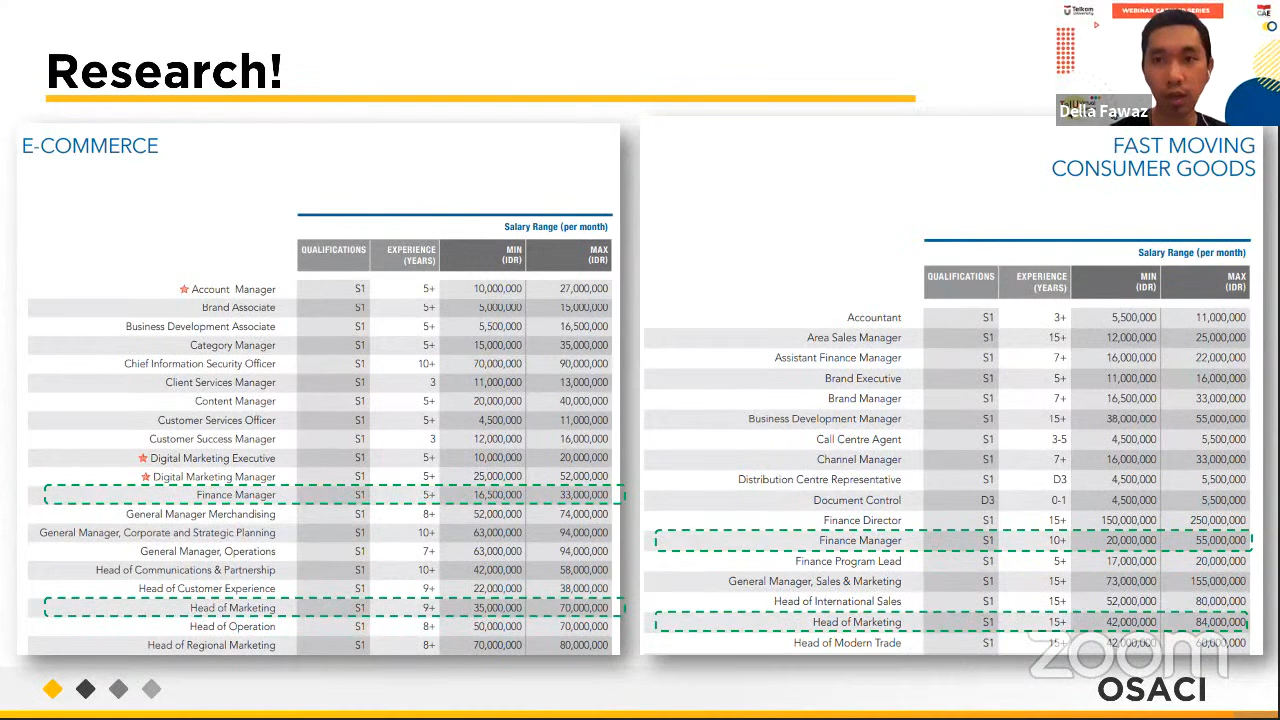 Research!
Telkom University
WEBINAR CAREER SERIES
CAE
Della Fawaz
E-COMMERCE
Salary Range (per month)
QUALIFICATIONS EXPERIENCE (YEARS) MIN (IDR) MAX (IDR)
Account Manager S1 5+ 10,000,000 27,000,000
Brand Associate S1 5+ 5,000,000 15,000,000
Business Development Associate S1 5+ 5,500,000 16,500,000
Category Manager S1 5+ 15,000,000 35,000,000
Chief Information Security Officer S1 10+ 70,000,000 90,000,000
Client Services Manager S1 3 11,000,000 13,000,000
Content Manager S1 5+ 20,000,000 40,000,000
Customer Services Officer S1 5+ 4,500,000 11,000,000
Customer Success Manager S1 3 12,000,000 16,000,000
Digital Marketing Executive S1 5+ 10,000,000 20,000,000
Digital Marketing Manager S1 5+ 25,000,000 52,000,000
Finance Manager S1 5+ 16,500,000 33,000,000
General Manager Merchandising S1 8+ 52,000,000 74,000,000
General Manager, Corporate and Strategic Planning S1 10+ 63,000,000 94,000,000
General Manager, Operations S1 7+ 63,000,000 94,000,000
Head of Communications & Partnership S1 10+ 42,000,000 58,000,000
Head of Customer Experience S1 9+ 22,000,000 38,000,000
Head of Marketing S1 9+ 35,000,000 70,000,000
Head of Operation S1 8+ 50,000,000 70,000,000
Head of Regional Marketing S1 8+ 70,000,000 80,000,000
FAST MOVING
CONSUMER GOODS
Salary Range (per month)
QUALIFICATIONS EXPERIENCE (YEARS) MIN (IDR) MAX (IDR)
Accountant S1 3+ 5,500,000 11,000,000
Area Sales Manager S1 15+ 12,000,000 25,000,000
Assistant Finance Manager S1 7+ 16,000,000 22,000,000
Brand Executive S1 5+ 11,000,000 16,000,000
Brand Manager S1 7+ 16,500,000 33,000,000
Business Development Manager S1 15+ 38,000,000 55,000,000
Call Centre Agent S1 3-5 4,500,000 5,500,000
Channel Manager S1 7+ 16,000,000 33,000,000
Distribution Centre Representative S1 D3 4,500,000 5,500,000
Document Control D3 0-1 4,500,000 5,500,000
Finance Director S1 15+ 150,000,000 250,000,000
Finance Manager S1 10+ 20,000,000 55,000,000
Finance Program Lead S1 5+ 17,000,000 20,000,000
General Manager, Sales & Marketing S1 15+ 73,000,000 155,000,000
Head of International Sales S1 15+ 52,000,000 80,000,000
Head of Marketing S1 15+ 42,000,000 84,000,000
Head of Modern Trade S1 15+ 42,000,000 60,000,000
zoom
OSACI